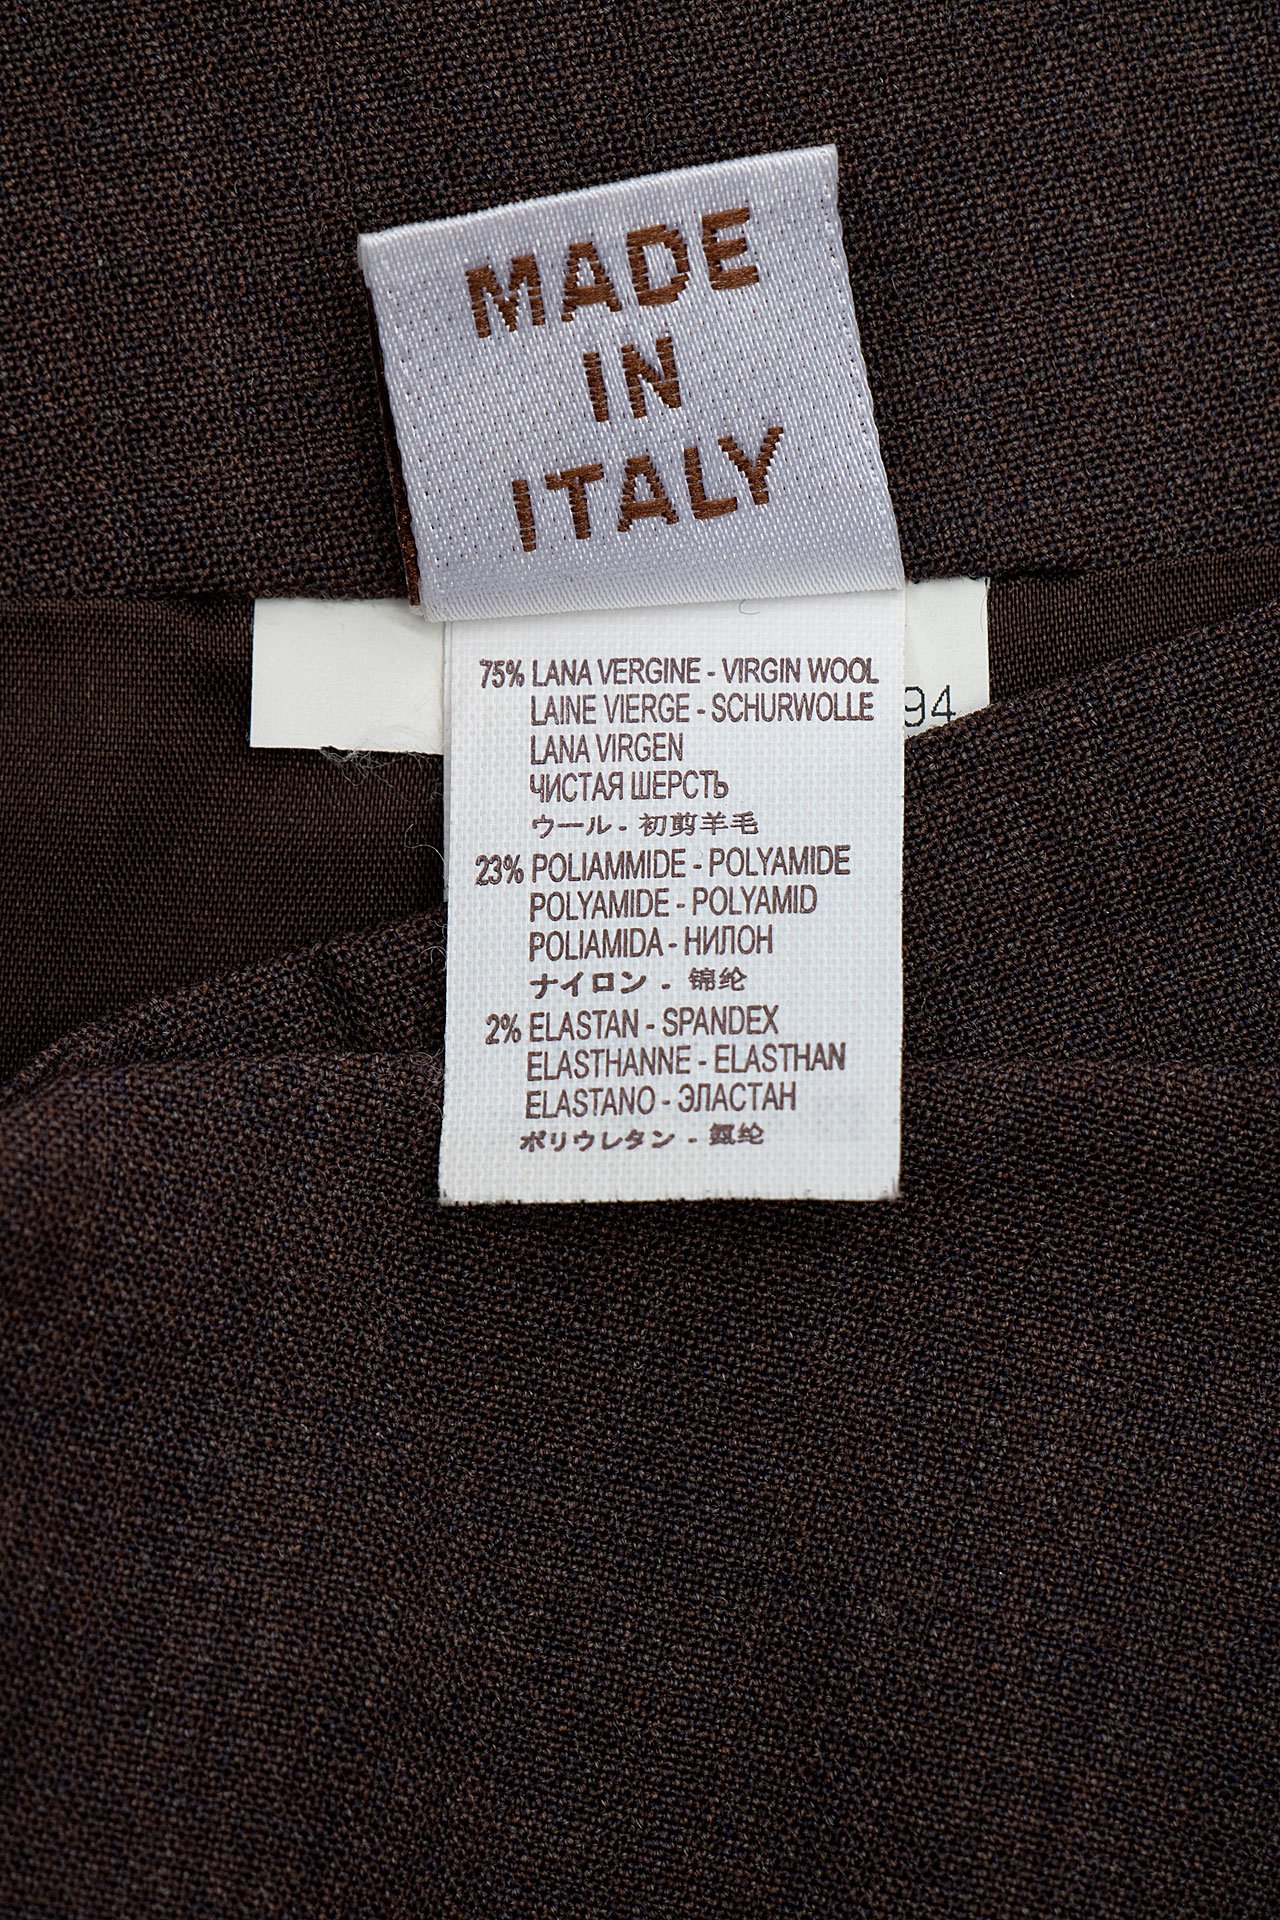 MADE
IN
ITALY
94
75% LANA VERGINE - VIRGIN WOOL
LAINE VIERGE - SCHURWOLLE
LANA VIRGEN
ЧИСТАЯ ШЕРСТЬ
ウール - 初剪羊毛
23% POLIAMMIDE - POLYAMIDE
POLYAMIDE - POLYAMID
POLIAMIDA - НИЛОН
ナイロン - 锦纶
2% ELASTAN - SPANDEX
ELASTHANNE - ELASTHAN
ELASTANO - ЭЛАСТАН
ポリウレタン - 氨纶